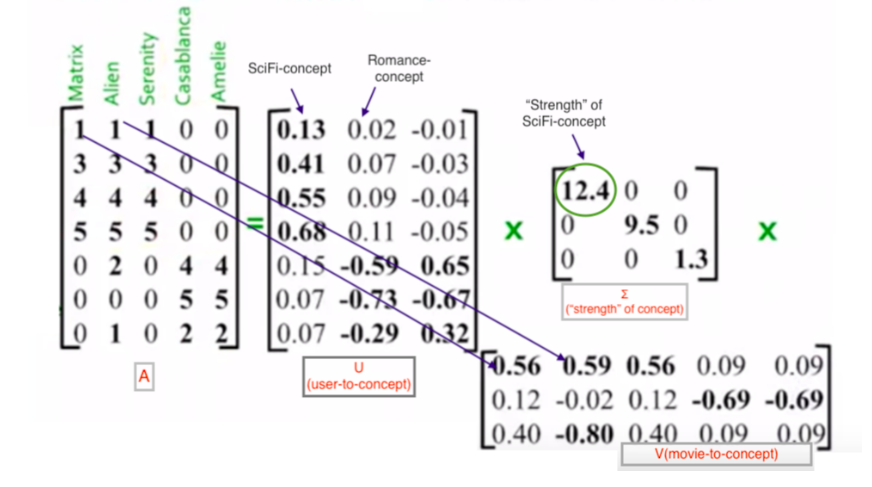 Matrix
Alien
Serenity
Casablanca
Amelie
SciFi-concept
Romance-
concept
"Strength" of
SciFi-concept
1 1 1 0 0
3 3 3 0 0
4 4 4 0 0
5 5 5 0 0
0 2 0 4 4
0 0 0 5 5
0 1 0 2 2
A
=
0.13 0.02 -0.01
0.41 0.07 -0.03
0.55 0.09 -0.04
0.68 0.11 -0.05
0.15 -0.59 0.65
0.07 -0.73 -0.67
0.07 -0.29 0.32
U
(user-to-concept)
x
12.4 0 0
0 9.5 0
0 0 1.3
Σ
("strength" of concept)
x
0.56 0.59 0.56 0.09 0.09
0.12 -0.02 0.12 -0.69 -0.69
0.40 -0.80 0.40 0.09 0.09
V(movie-to-concept)